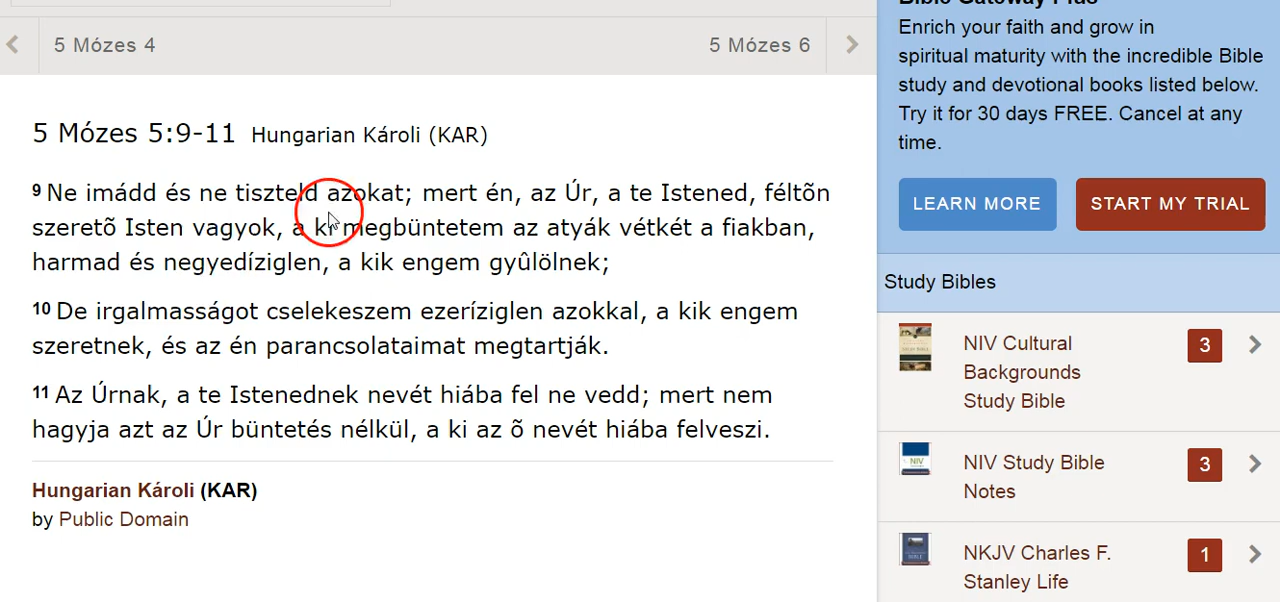 Bible Gateway Plus
5 Mózes 4
5 Mózes 6
5 Mózes 5:9-11 Hungarian Károli (KAR)
9 Ne imádd és ne tiszteld azokat; mert én, az Úr, a te Istened, féltõn
szeretõ Isten vagyok, a ki megbüntetem az atyák vétkét a fiakban,
harmad és negyedíziglen, a kik engem gyûlölnek;
10 De irgalmasságot cselekeszem ezeríziglen azokkal, a kik engem
szeretnek, és az én parancsolataimat megtartják.
11 Az Úrnak, a te Istenednek nevét hiába fel ne vedd; mert nem
hagyja azt az Úr büntetés nélkül, a ki az õ nevét hiába felveszi.
Hungarian Károli (KAR)
by Public Domain
Enrich your faith and grow in
spiritual maturity with the incredible Bible
study and devotional books listed below.
Try it for 30 days FREE. Cancel at any
time.
LEARN MORE
START MY TRIAL
Study Bibles
NIV Cultural
Backgrounds
Study Bible
3
NIV Study Bible
Notes
3
NKJV Charles F.
Stanley Life
1